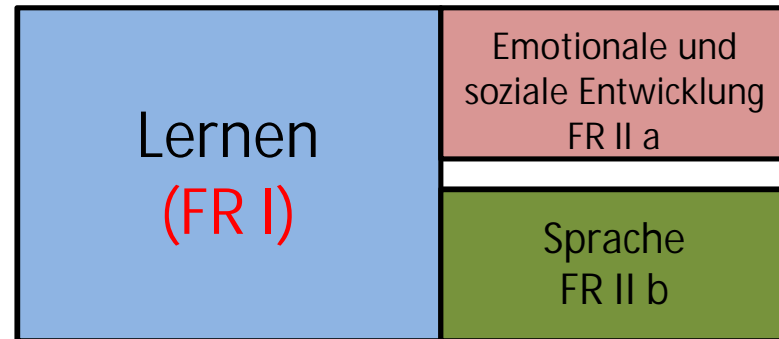 Lernen
(FR I)
Emotionale und
soziale Entwicklung
FR II a
Sprache
FR II b